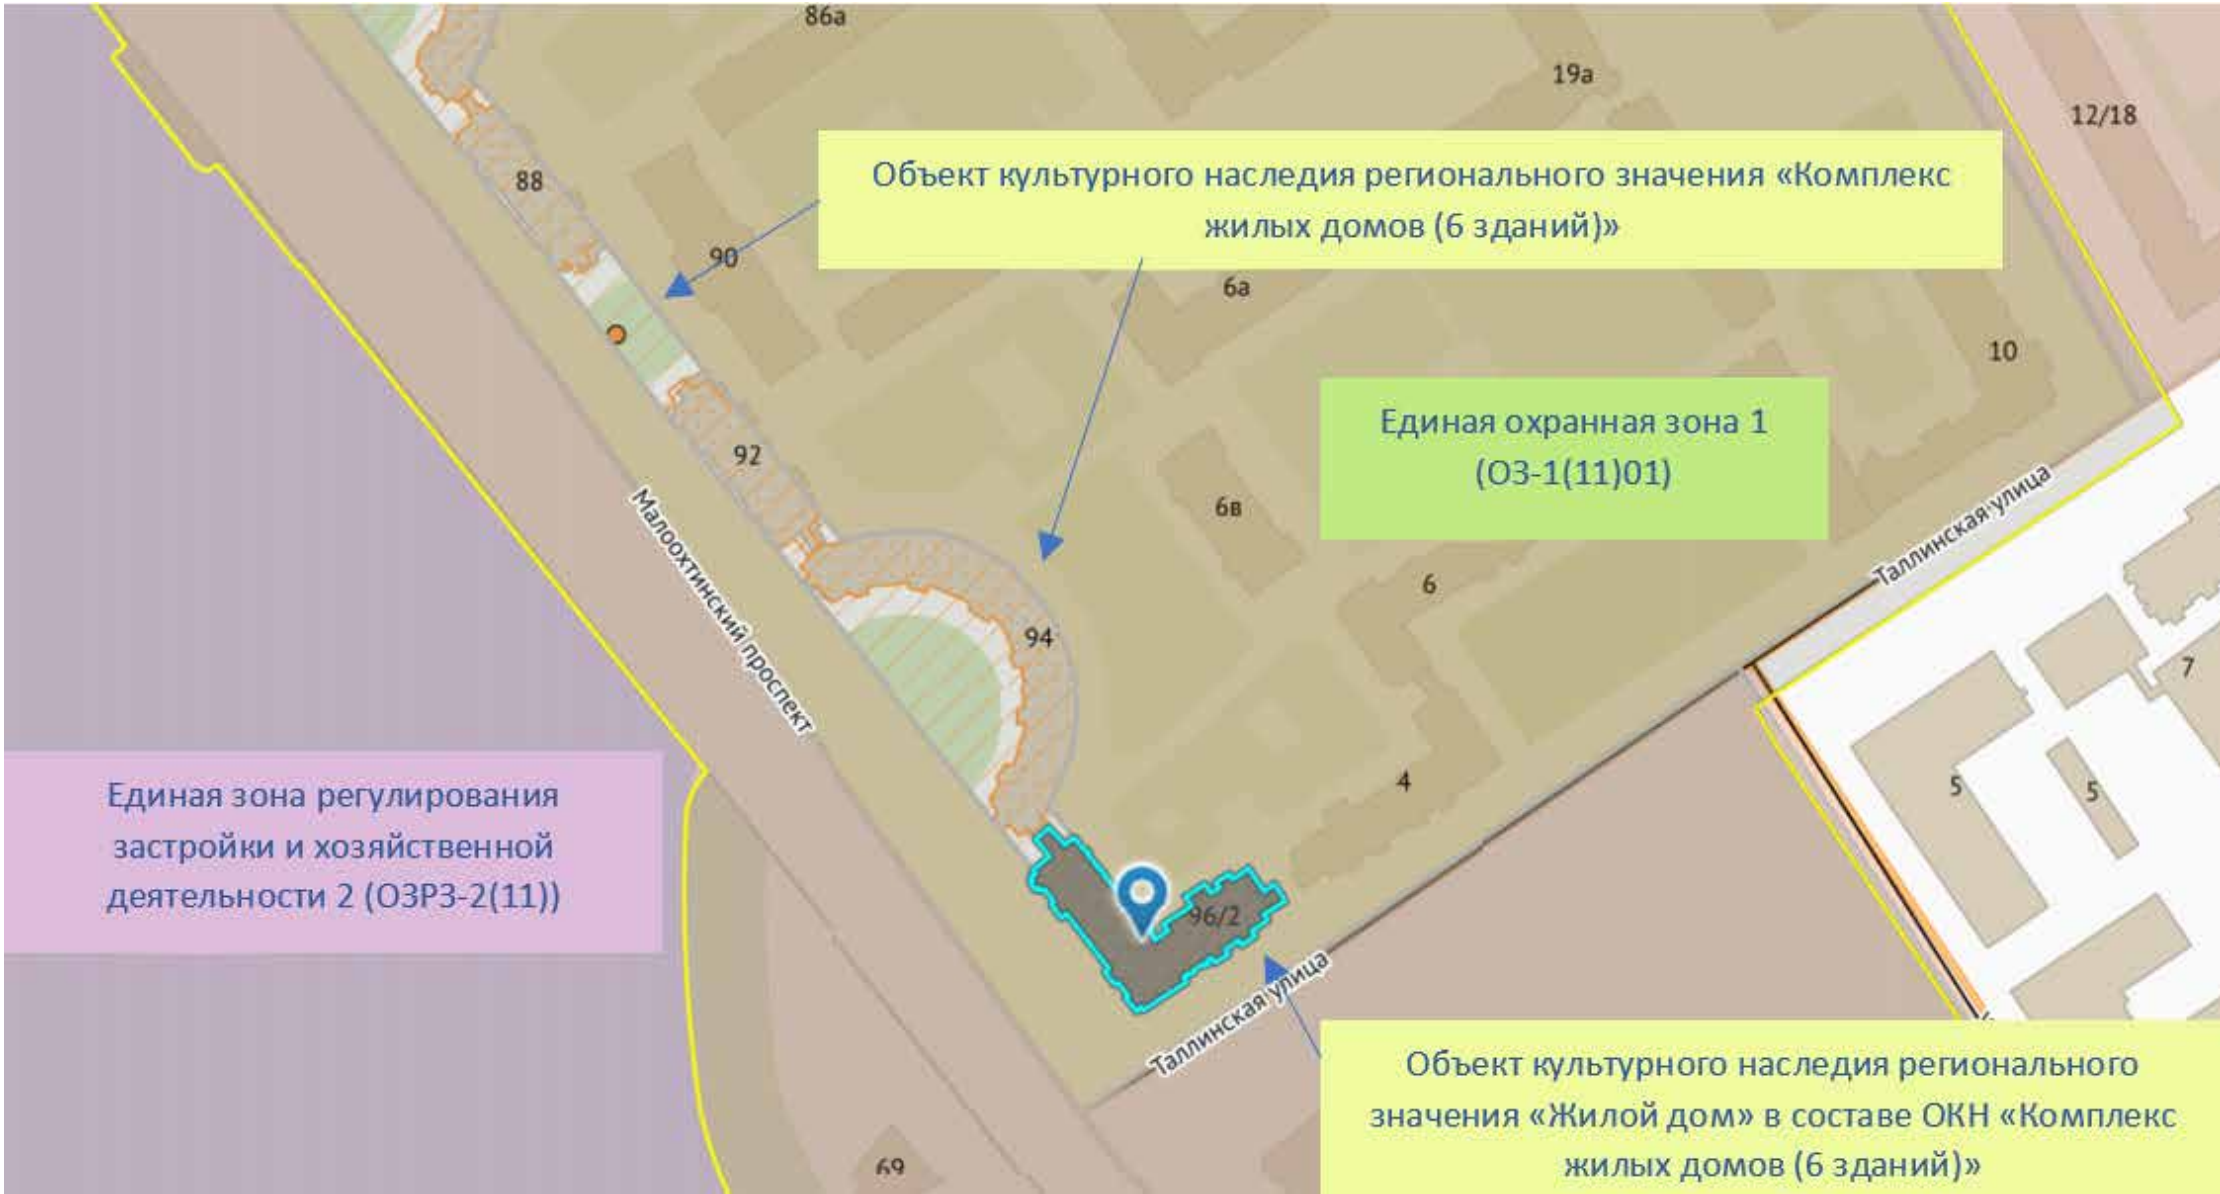 86а
19а
12/18
88
Объект культурного наследия регионального значения «Комплекс
жилых домов (6 зданий)»
90
6а
10
Единая охранная зона 1
(ОЗ-1(11)01)
92
6в
Малоохтинский проспект
Таллинская улица
6
94
7
4
5
5
Единая зона регулирования
застройки и хозяйственной
деятельности 2 (ОЗРЗ-2(11))
96/2
Таллинская улица
Объект культурного наследия регионального
значения «Жилой дом» в составе ОКН «Комплекс
жилых домов (6 зданий)»
69